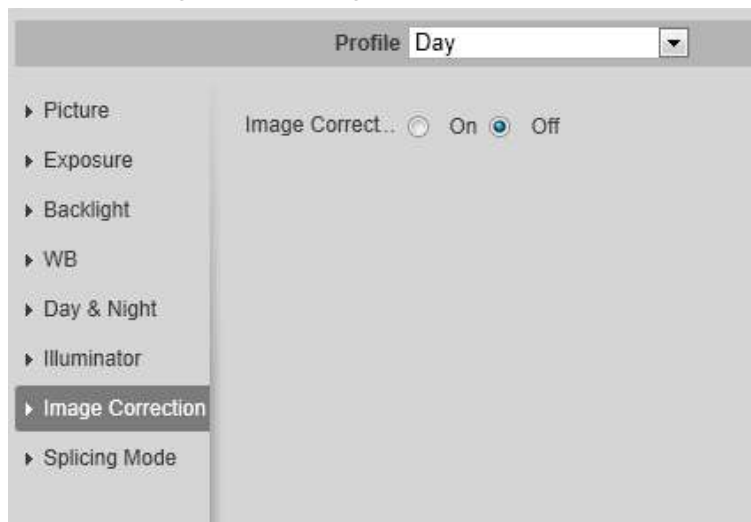 Profile Day
Picture
Image Correct... On Off
Exposure
Backlight
WB
Day & Night
Illuminator
Image Correction
Splicing Mode